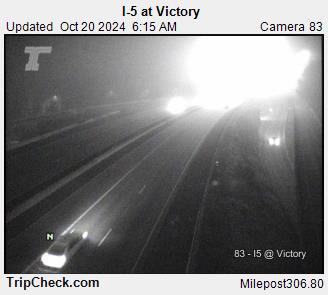 I-5 at Victory
Updated Oct 20 2024 6:15 AM Camera 83
T
N
83 - I5 @ Victory
TripCheck.com Milepost306.80